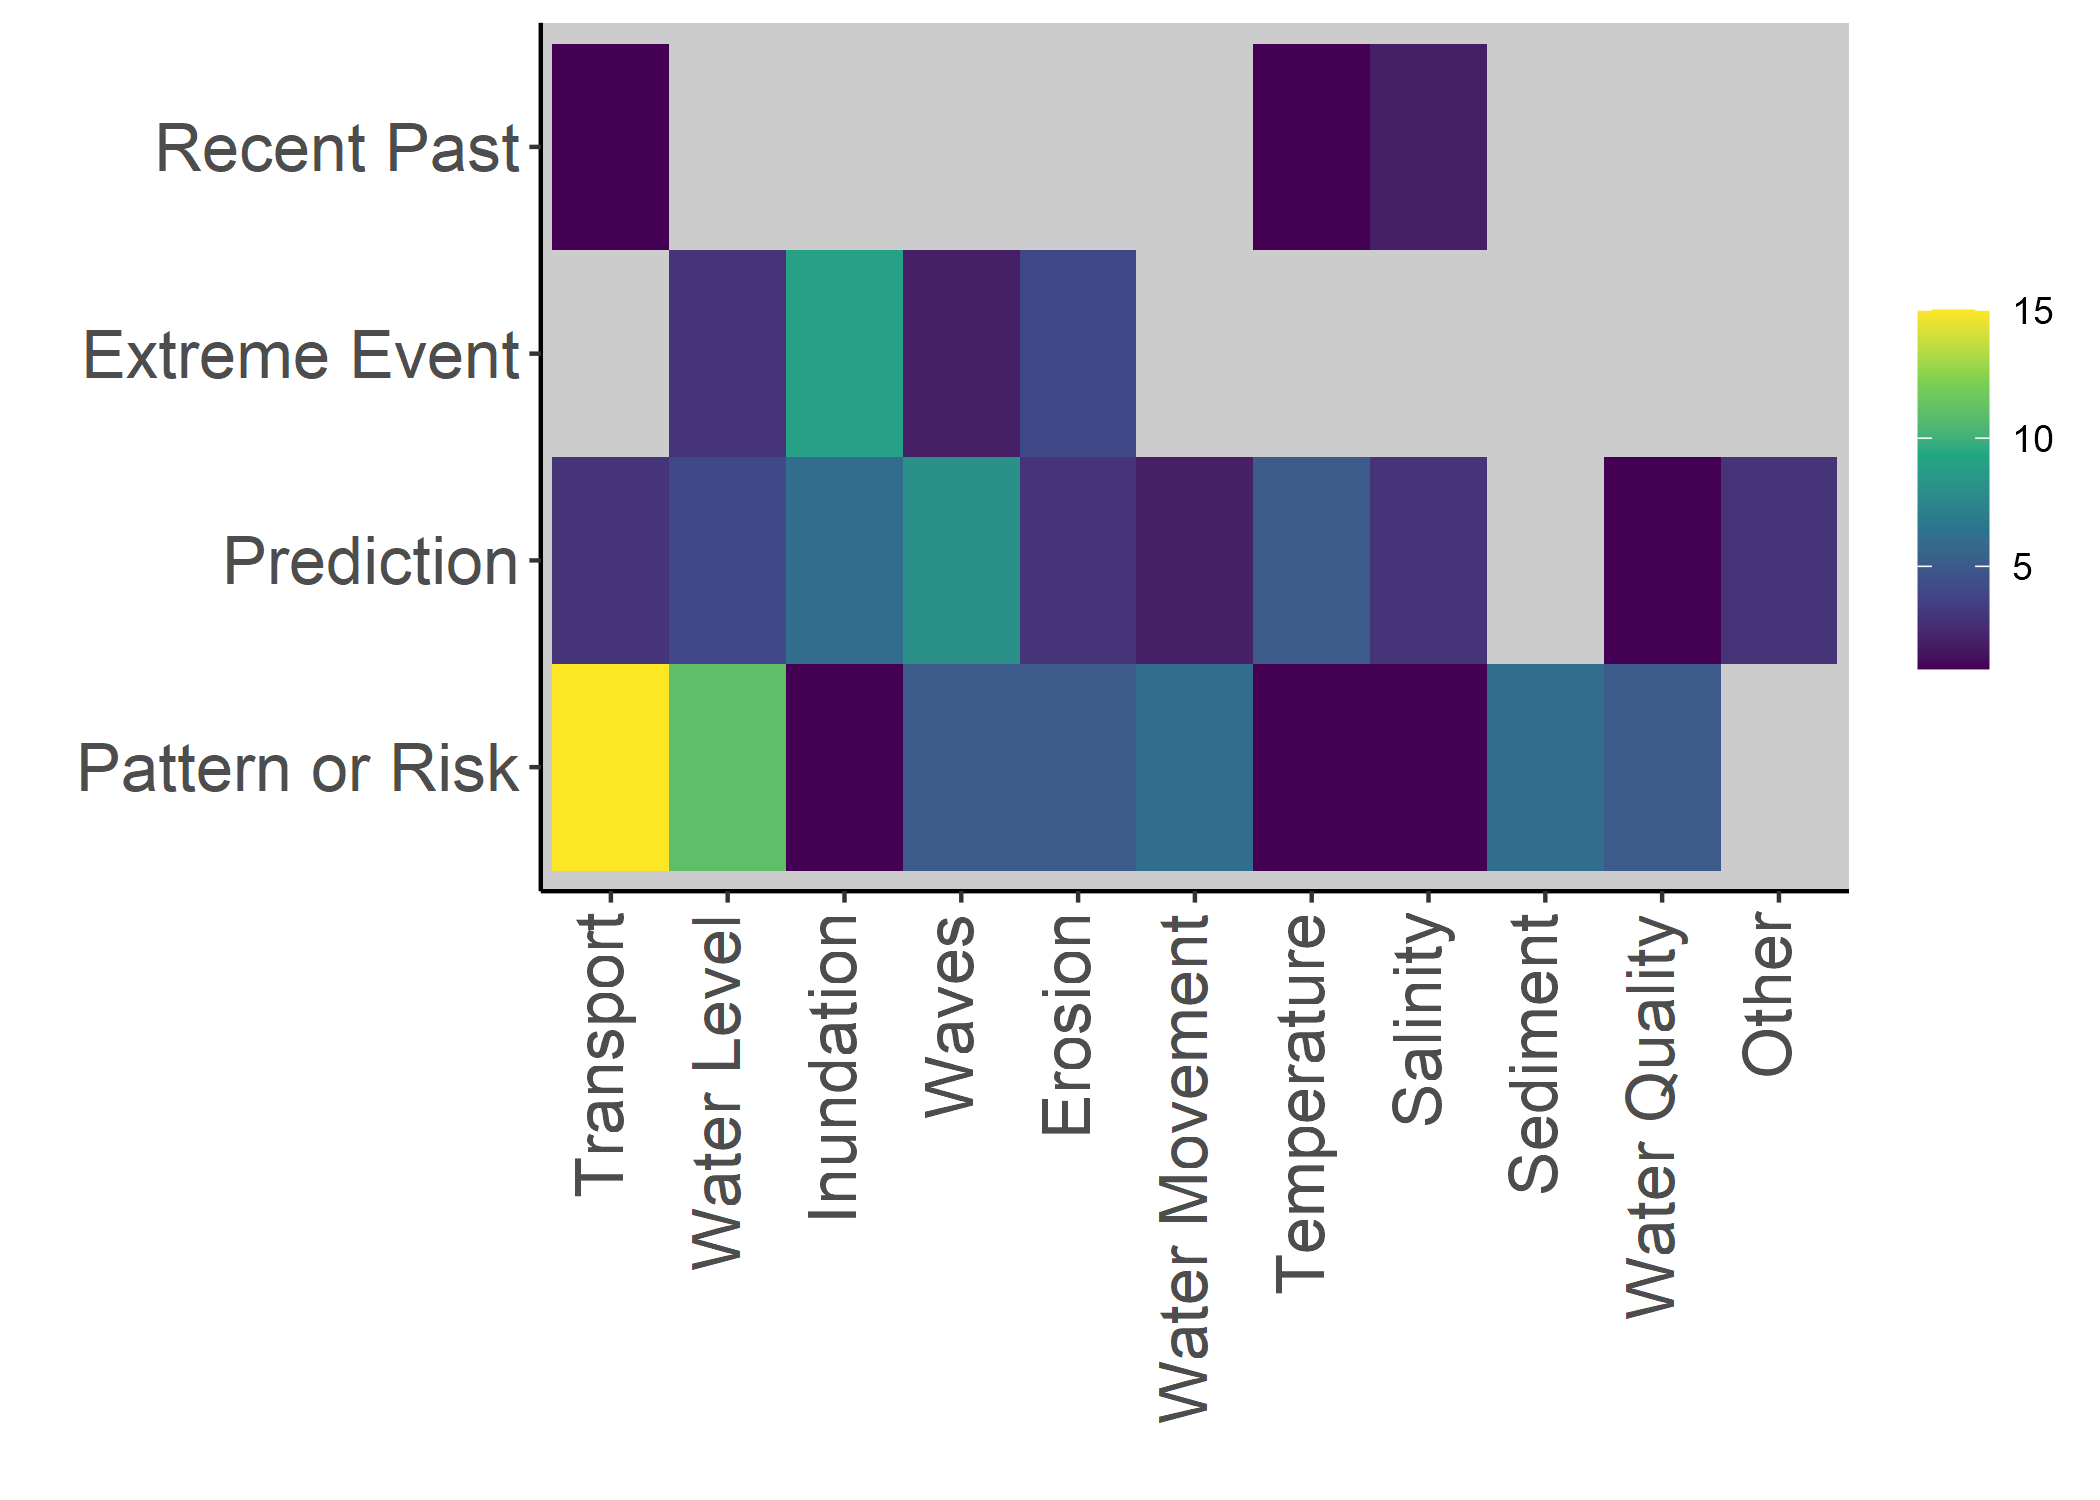 Recent Past
Extreme Event
Prediction
Pattern or Risk
15
10
5
Transport
Water Level
Inundation
Waves
Erosion
Water Movement
Temperature
Salinity
Sediment
Water Quality
Other